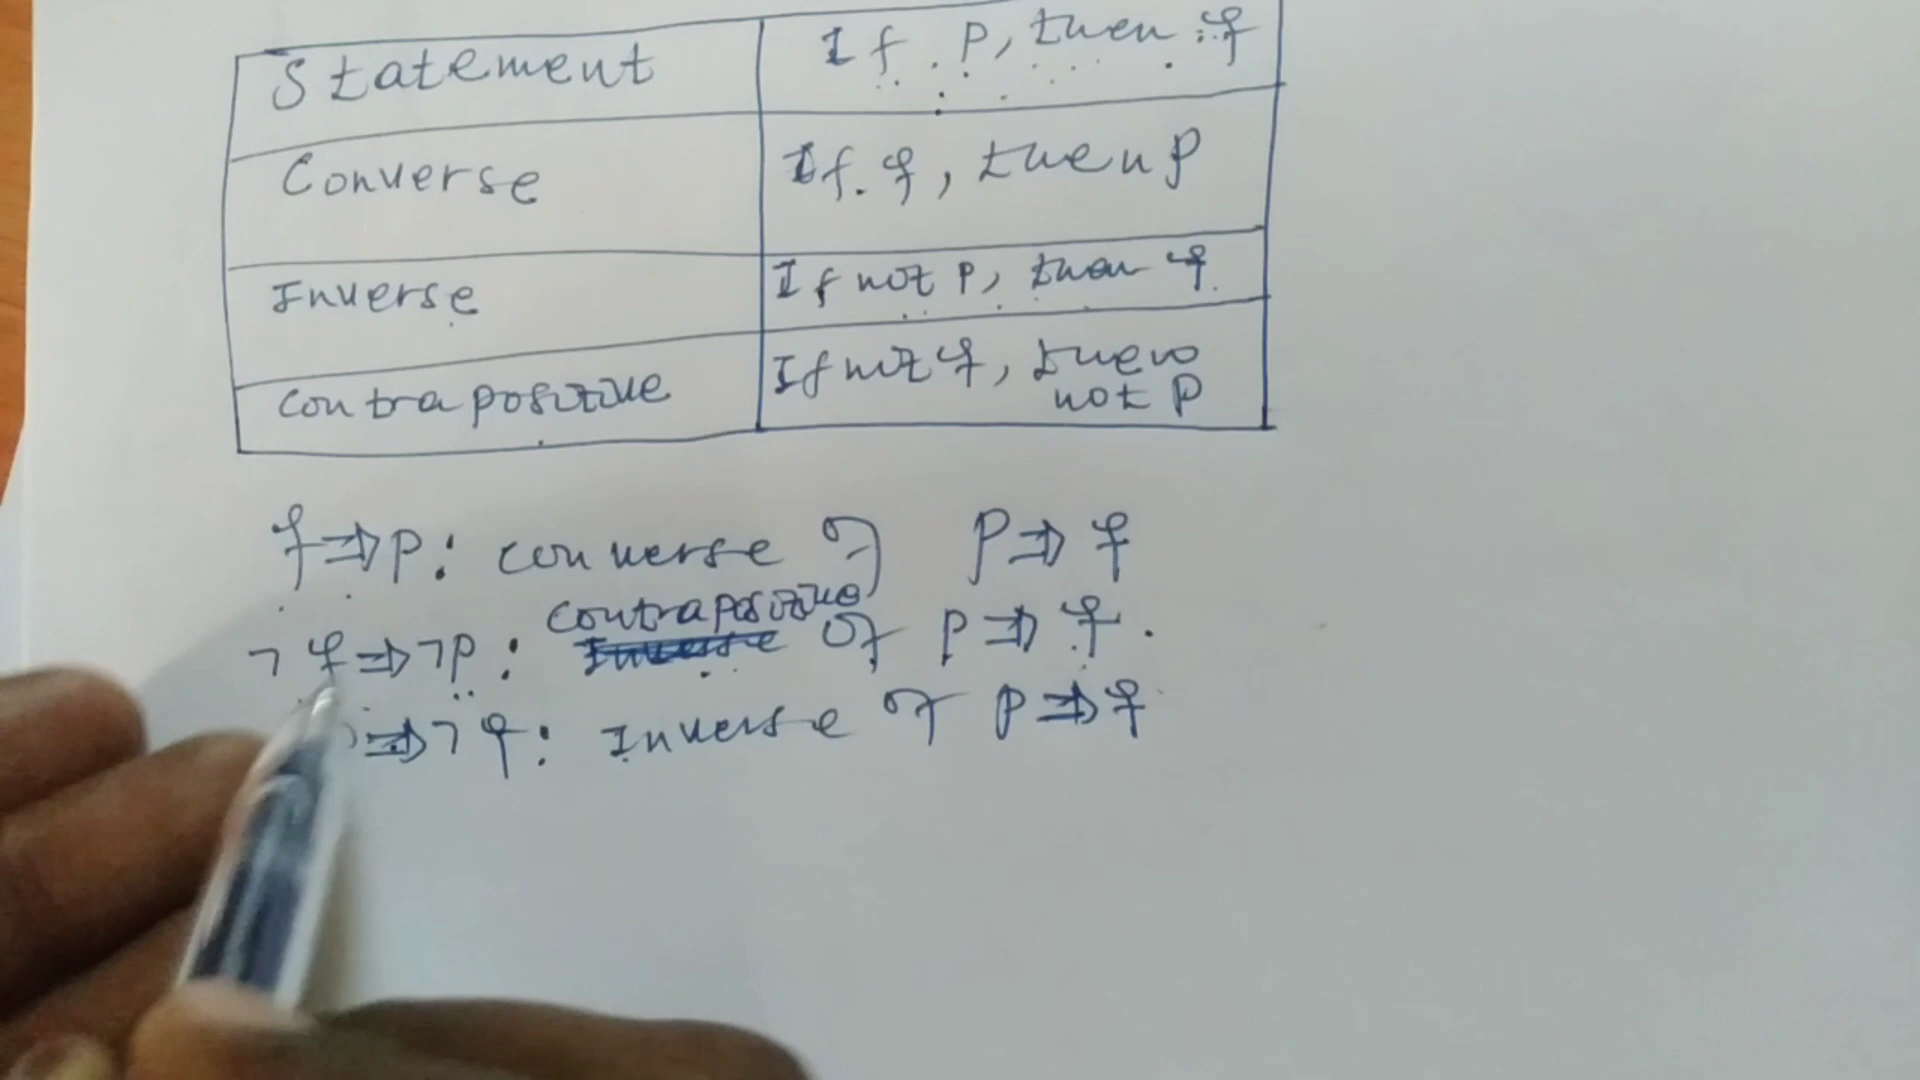 Statement If p, then q
Converse If q, then p
Inverse If not p, then q
Contrapositive If not q, then
not p
q ⇒ p : converse of p ⇒ q
contrapositive
¬q ⇒ ¬p : of p ⇒ q.
⇒ ¬q : Inverse of p ⇒ q